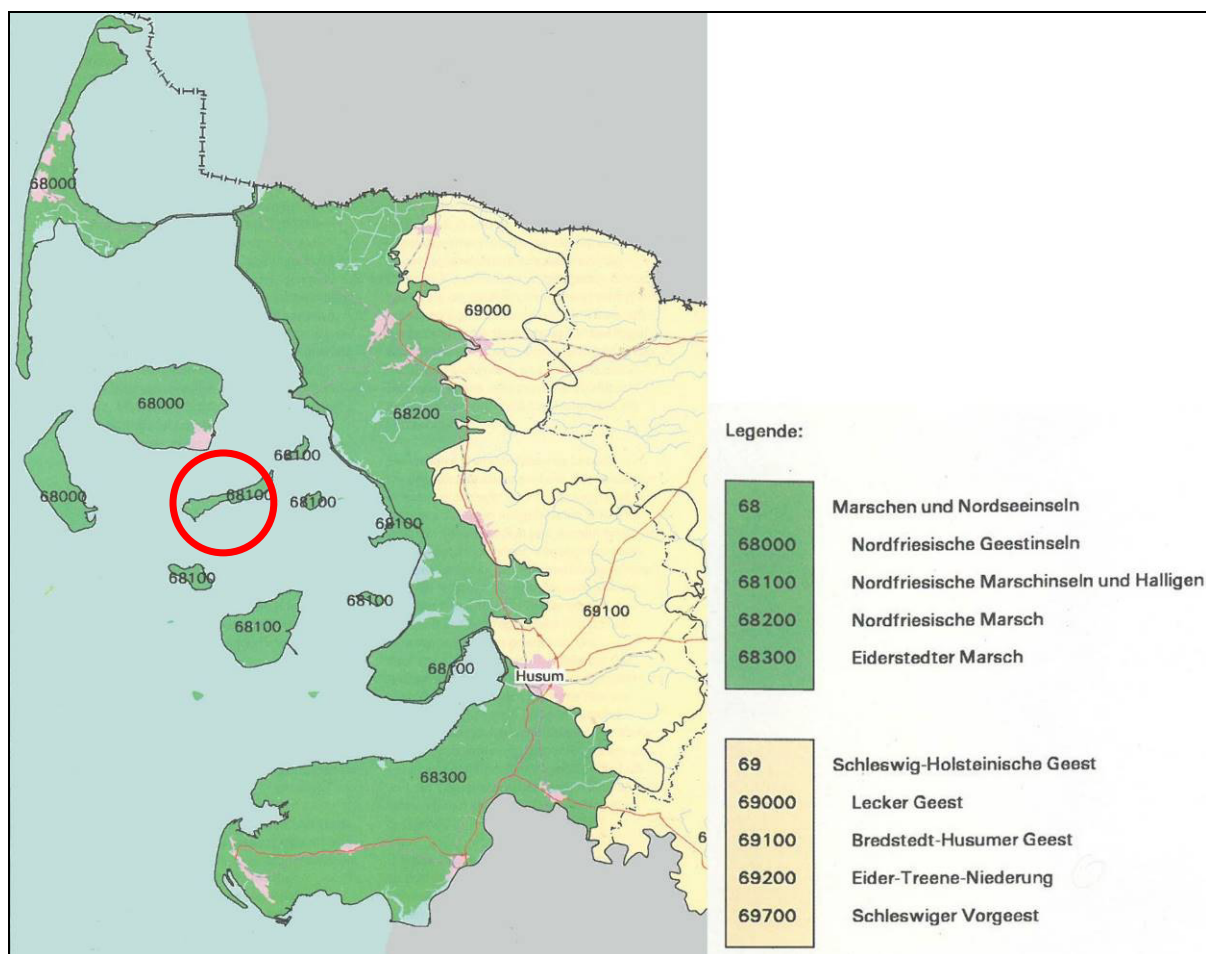 68000
69000
68000
68200
68100
68000
68100
68100
68100
68100
68100
69100
68100
68100
Husum
68300
6
Legende:
68 Marschen und Nordseeinseln
68000 Nordfriesische Geestinseln
68100 Nordfriesische Marschinseln und Halligen
68200 Nordfriesische Marsch
68300 Eiderstedter Marsch
69 Schleswig-Holsteinische Geest
69000 Lecker Geest
69100 Bredstedt-Husumer Geest
69200 Eider-Treene-Niederung
69700 Schleswiger Vorgeest